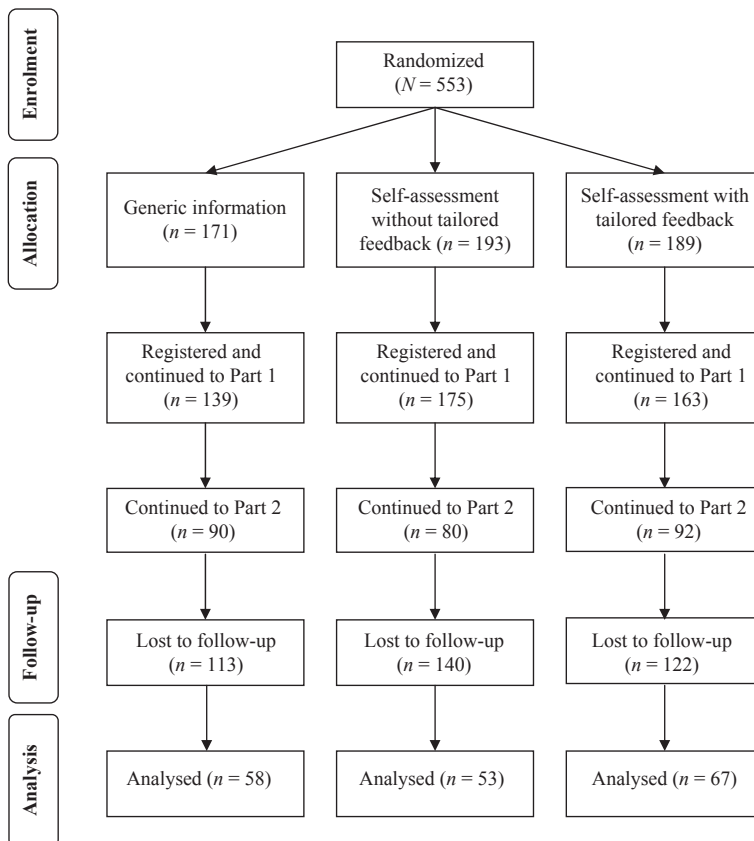 Enrolment
Randomized
(N = 553)
Allocation
Generic information
(n = 171)
Self-assessment
without tailored
feedback (n = 193)
Self-assessment with
tailored feedback
(n = 189)
Registered and
continued to Part 1
(n = 139)
Registered and
continued to Part 1
(n = 175)
Registered and
continued to Part 1
(n = 163)
Continued to Part 2
(n = 90)
Continued to Part 2
(n = 80)
Continued to Part 2
(n = 92)
Follow-up
Lost to follow-up
(n = 113)
Lost to follow-up
(n = 140)
Lost to follow-up
(n = 122)
Analysis
Analysed (n = 58)
Analysed (n = 53)
Analysed (n = 67)